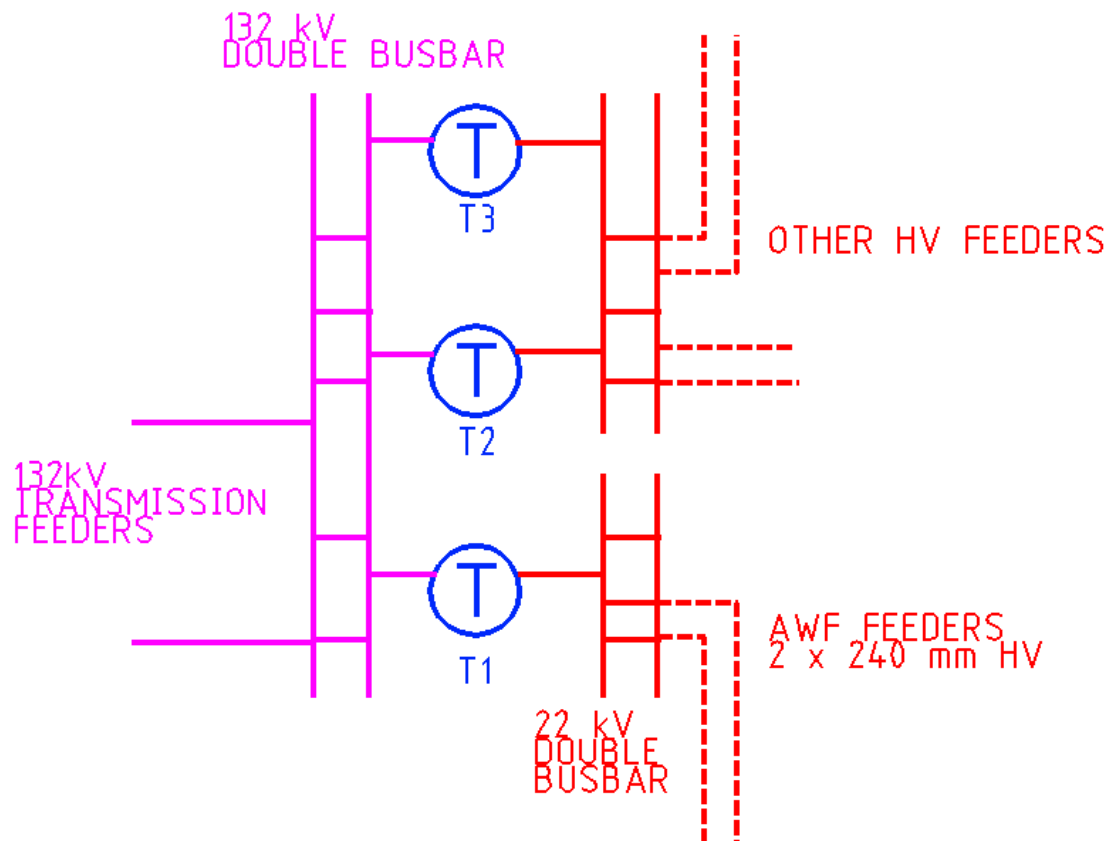 132 kV
DOUBLE BUSBAR
T
T3
OTHER HV FEEDERS
T
T2
132kV
TRANSMISSION
FEEDERS
T
T1
AWF FEEDERS
2 x 240 mm HV
22 kV
DOUBLE
BUSBAR